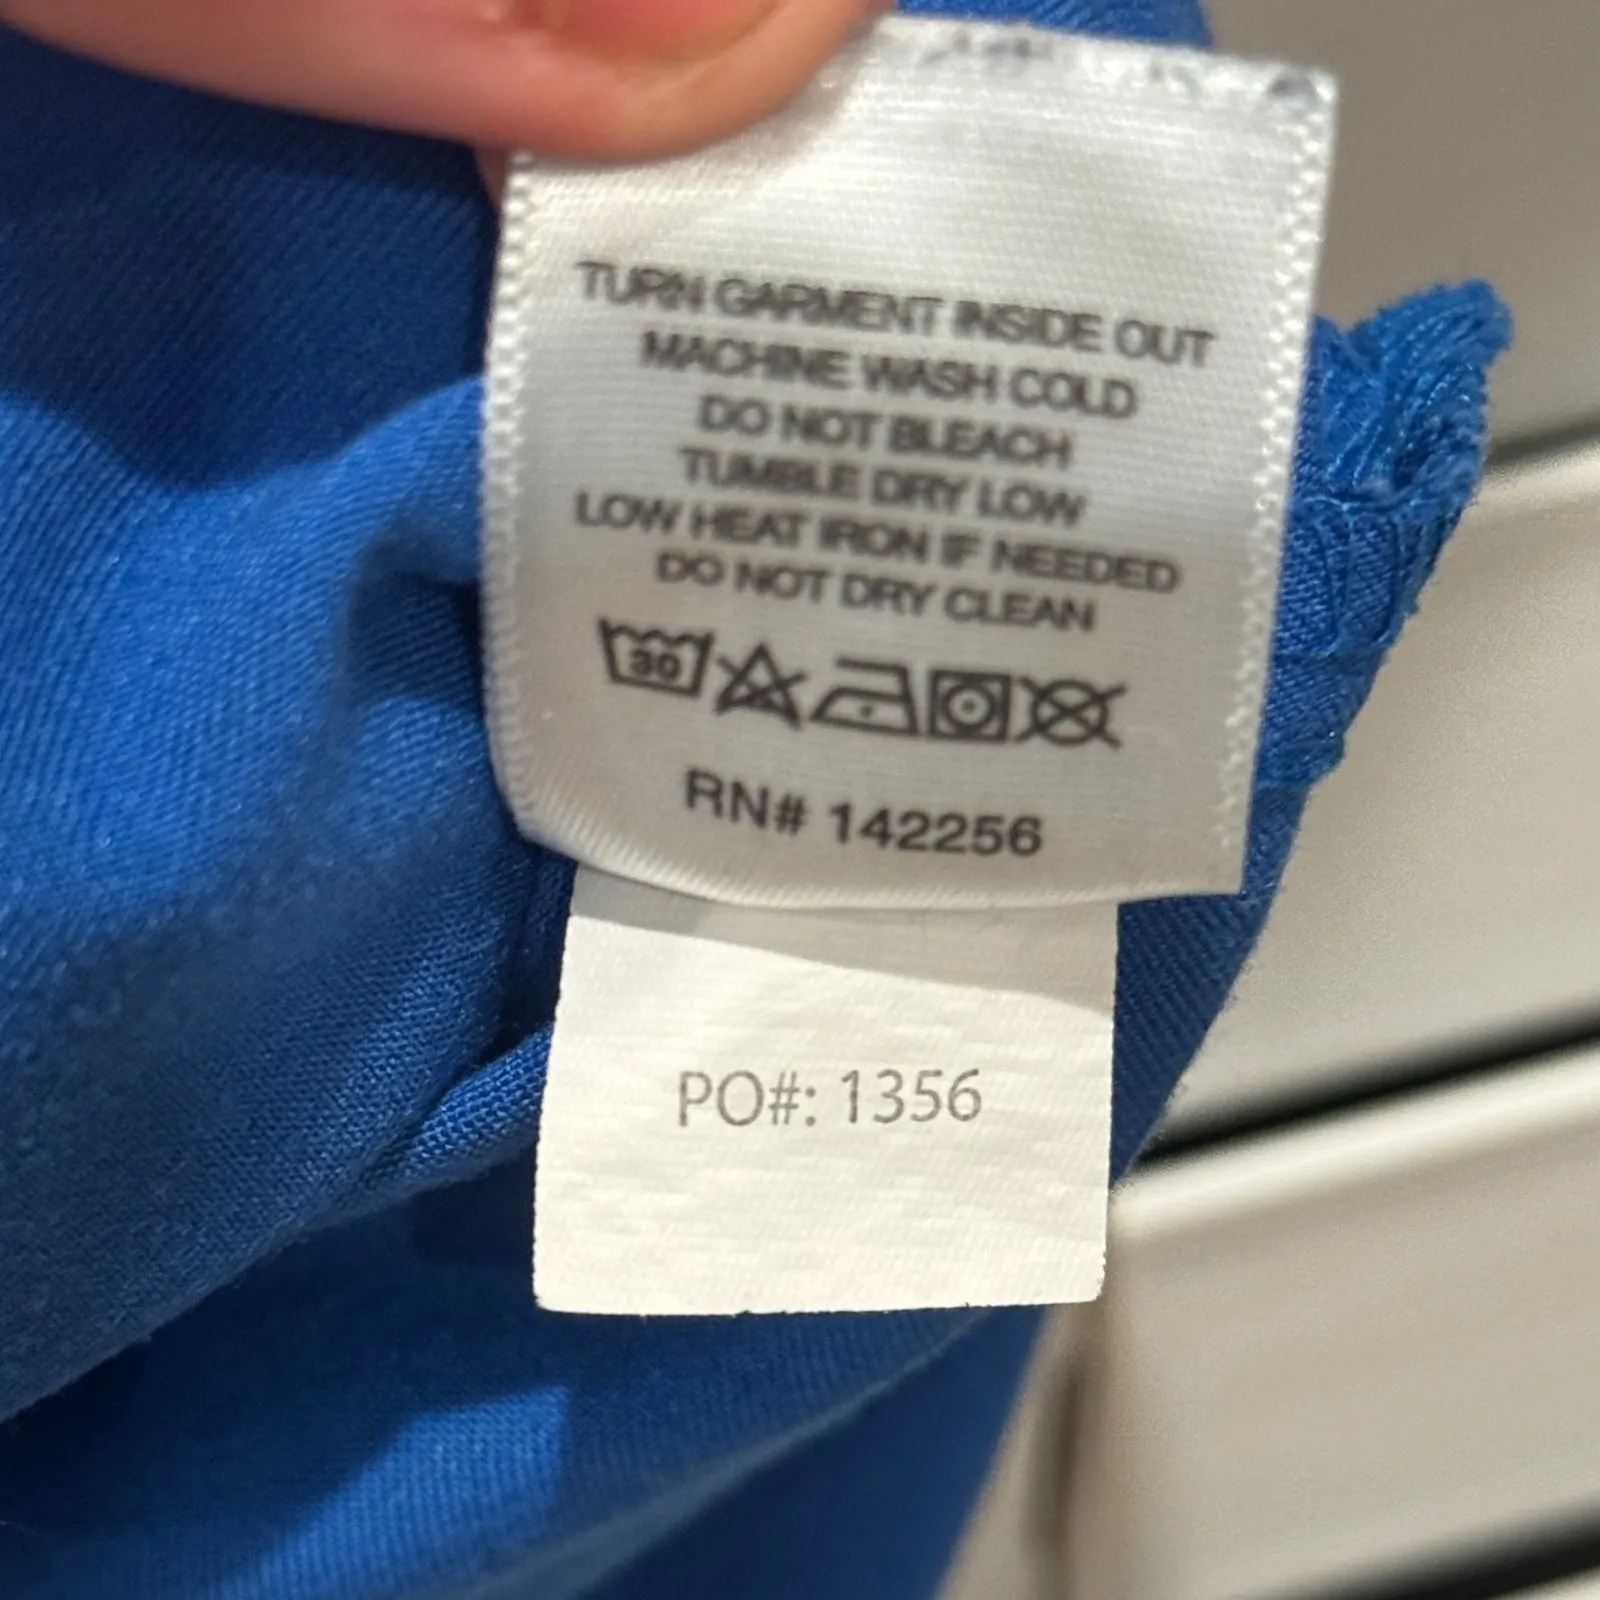 TURN GARMENT INSIDE OUT
MACHINE WASH COLD
DO NOT BLEACH
TUMBLE DRY LOW
LOW HEAT IRON IF NEEDED
DO NOT DRY CLEAN
30
RN# 142256
PO#: 1356